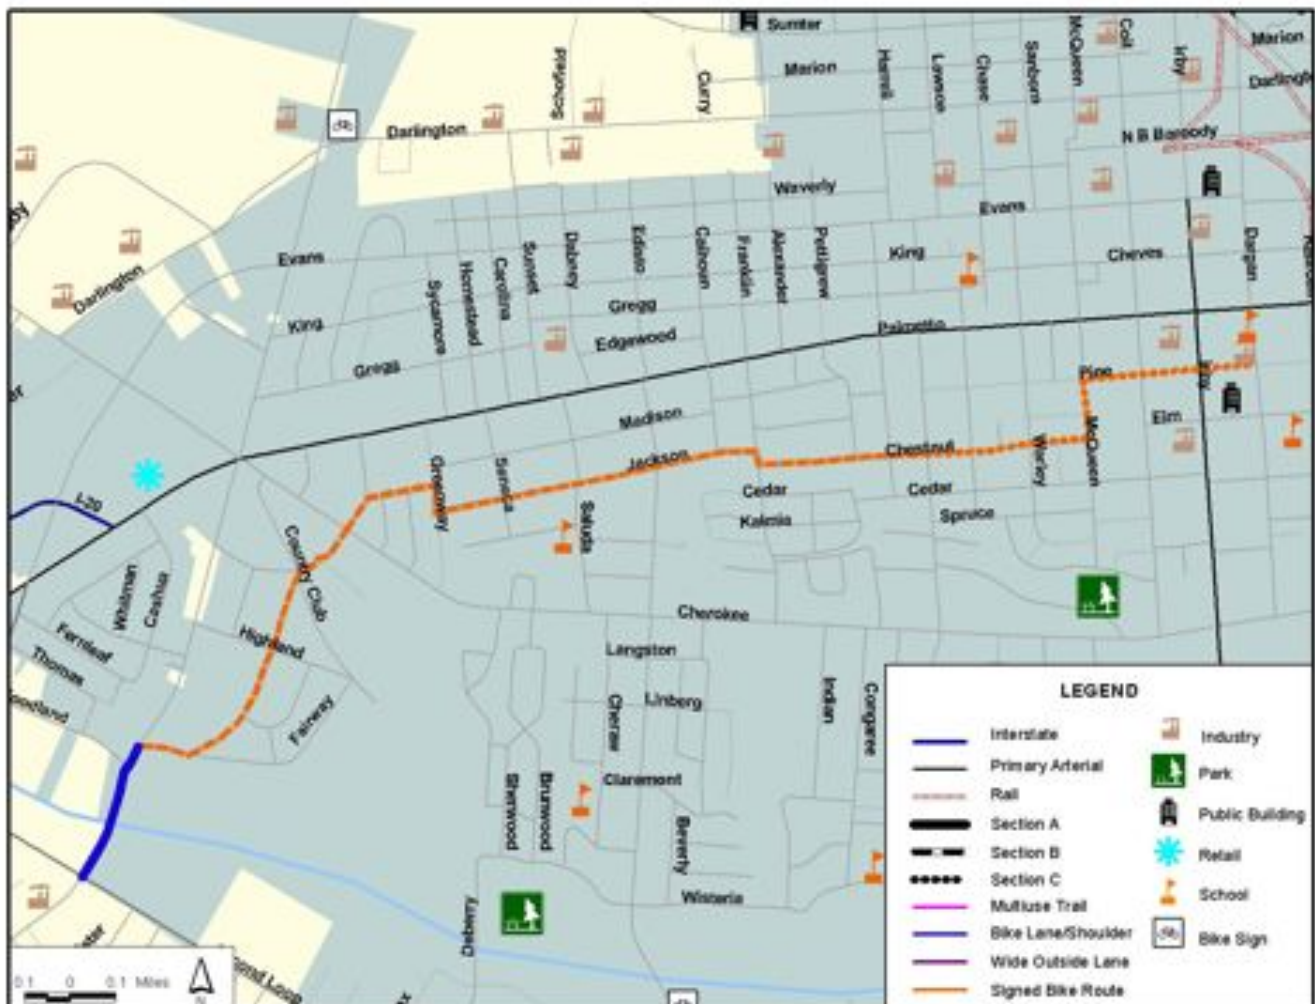 Sumter
McQueen
Coit
Irby
Marion
Schofield
Curry
Marion
Harrell
Lawson
Chase
Sanborn
Darlington
Darlington
N B Baroody
Waverly
Evans
Evans
Sunset
Dabney
Edisto
Calhoun
Franklin
Alexander
Pettigrew
King
Cheves
Dargan
Darlington
Sycamore
Homestead
Carolina
Gregg
King
Edgewood
Palmetto
Gregg
Pine
Irby
Madison
Elm
McQueen
Jackson
Chestnut
Warley
Greenway
Seneca
Cedar
Cedar
L-20
Kalmia
Spruce
Saluda
Country Club
Whitman
Cashua
Cherokee
Fernleaf
Highland
Langston
Thomas
Linberg
Cheraw
Indian
Congaree
Fairway
Claremont
Sherwood
Brunwood
Beverly
Wisteria
Deberry
LEGEND
Interstate
Primary Arterial
Rail
Section A
Section B
Section C
Multiuse Trail
Bike Lane/Shoulder
Wide Outside Lane
Signed Bike Route
Industry
Park
Public Building
Retail
School
Bike Sign
0.1 0 0.1 Miles
N
ond Loop